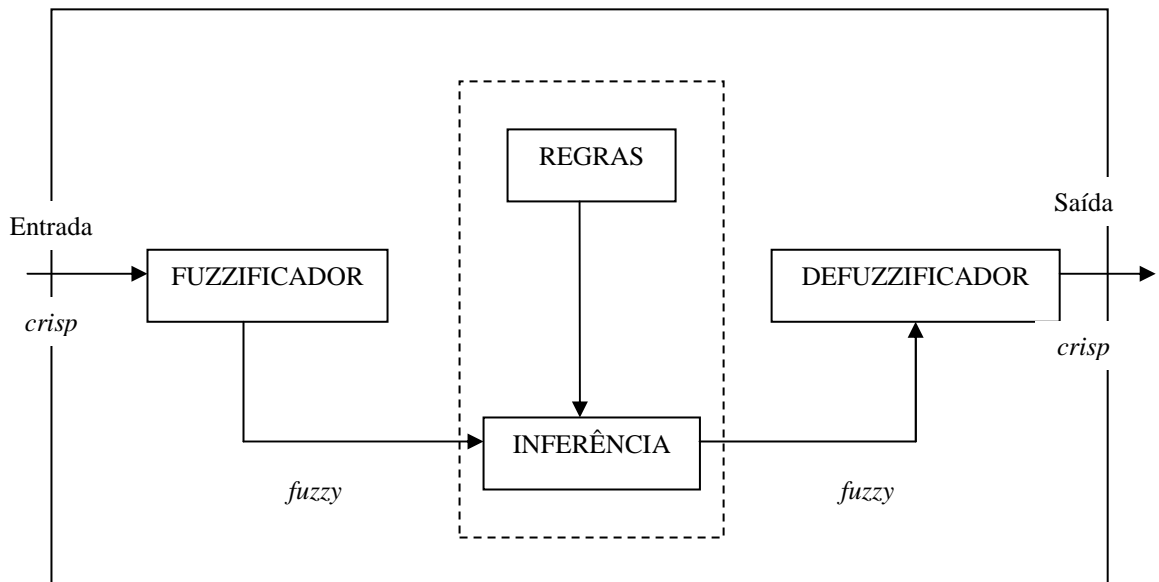 REGRAS
Saída
Entrada
FUZZIFICADOR
DEFUZZIFICADOR
crisp
crisp
INFERÊNCIA
fuzzy
fuzzy